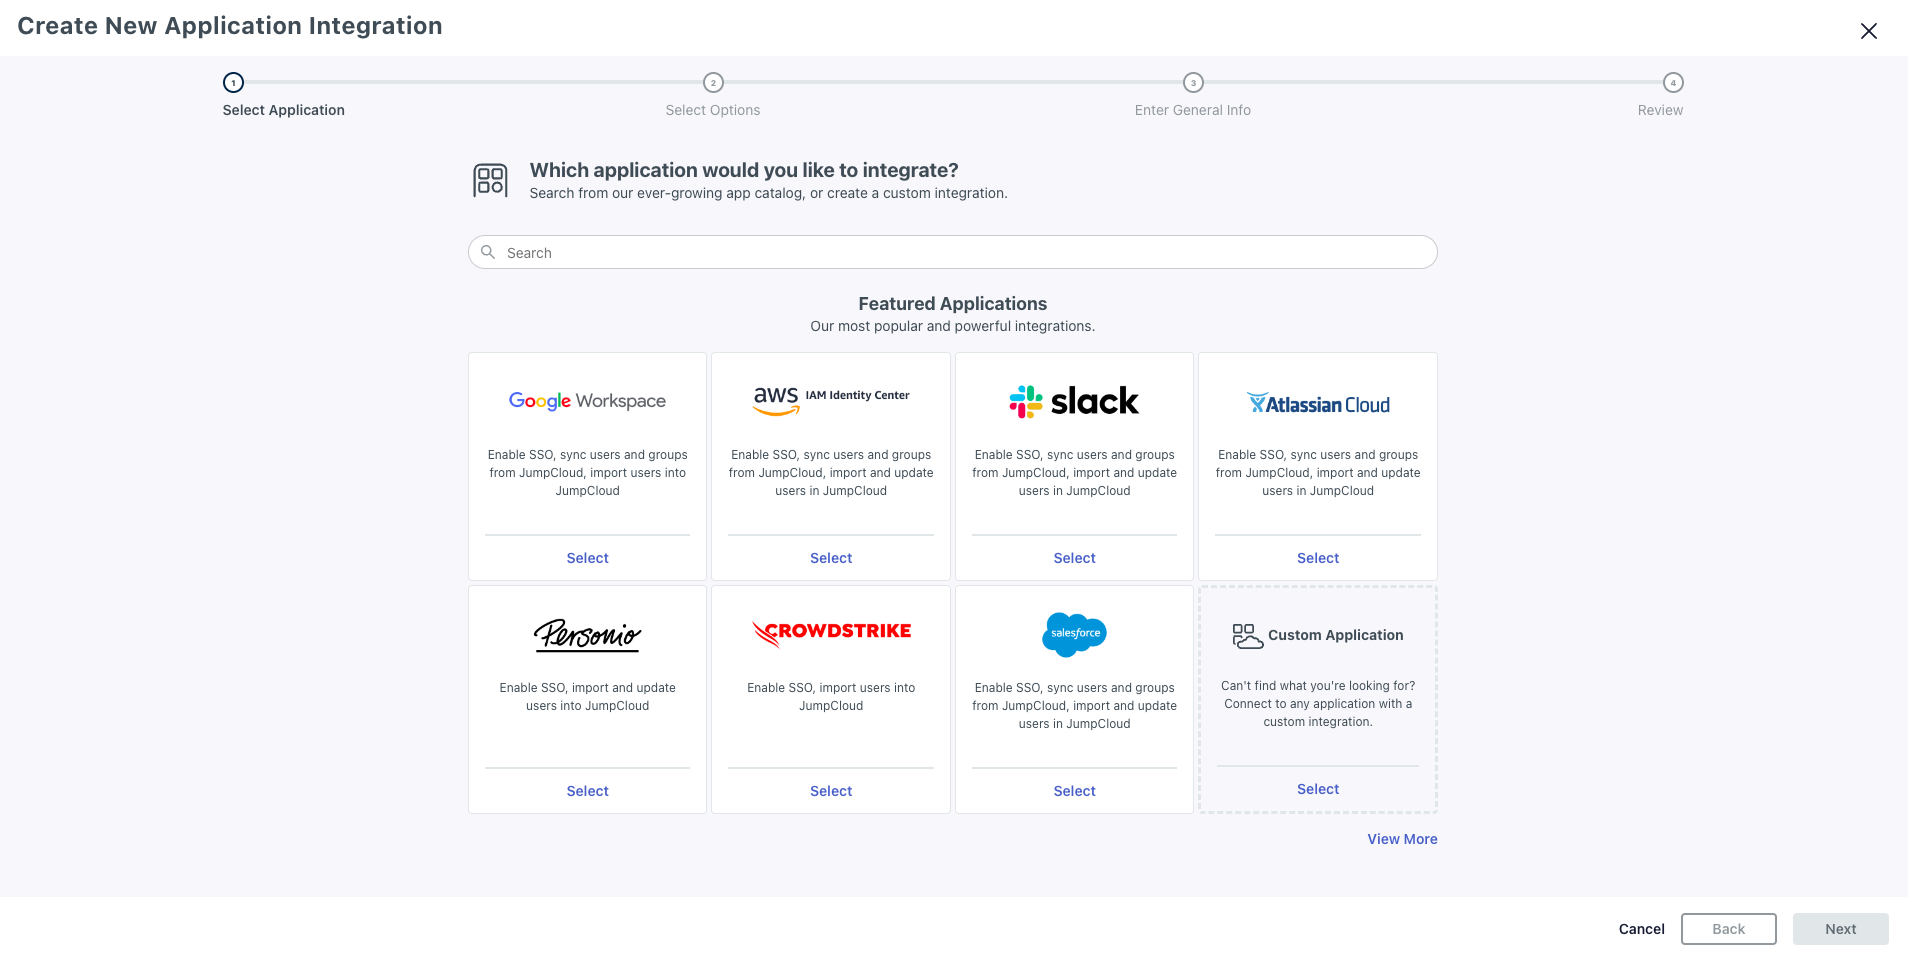 Create New Application Integration
1
2
3
4
Select Application
Select Options
Enter General Info
Review
Which application would you like to integrate?
Search from our ever-growing app catalog, or create a custom integration.
Search
Featured Applications
Our most popular and powerful integrations.
Google Workspace
Enable SSO, sync users and groups
from JumpCloud, import users into
JumpCloud
Select
aws IAM Identity Center
Enable SSO, sync users and groups
from JumpCloud, import and update
users in JumpCloud
Select
slack
Enable SSO, sync users and groups
from JumpCloud, import and update
users in JumpCloud
Select
Atlassian Cloud
Enable SSO, sync users and groups
from JumpCloud, import and update
users in JumpCloud
Select
Personio
Enable SSO, import and update
users into JumpCloud
Select
CROWDSTRIKE
Enable SSO, import users into
JumpCloud
Select
salesforce
Enable SSO, sync users and groups
from JumpCloud, import and update
users in JumpCloud
Select
Custom Application
Can't find what you're looking for?
Connect to any application with a
custom integration.
Select
View More
Cancel
Back
Next